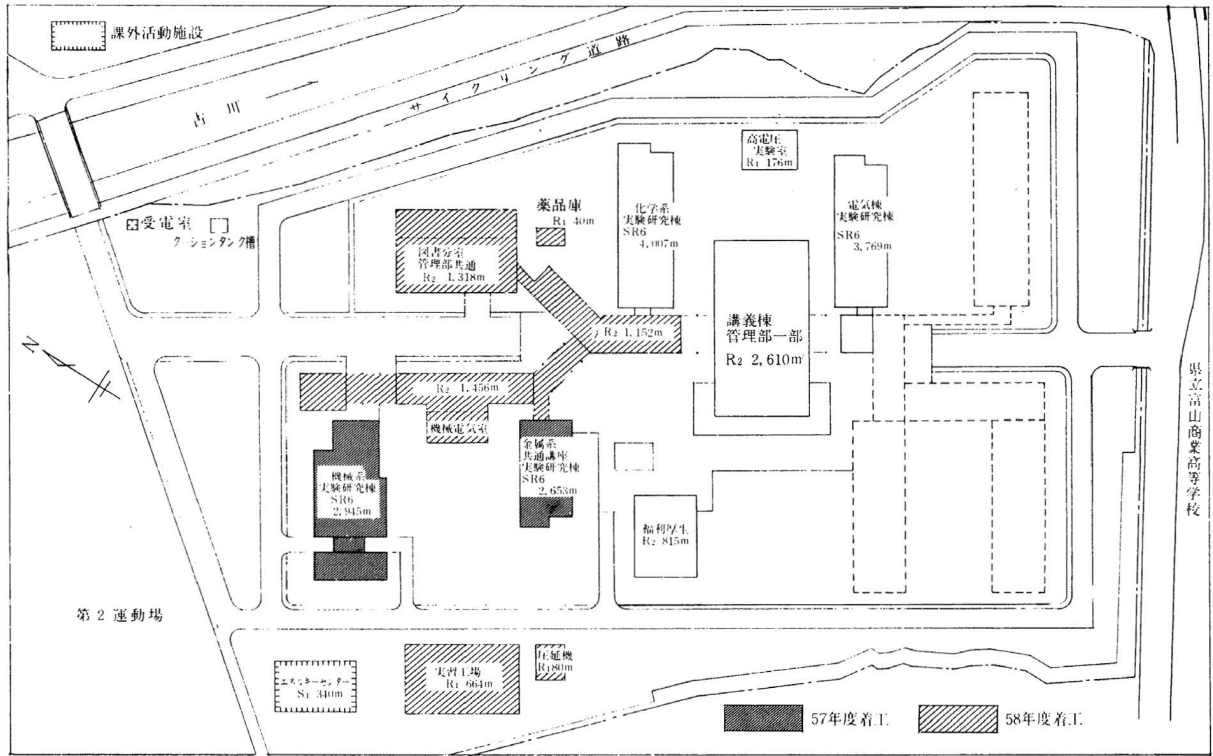 課外活動施設
古川
サイクリング道路
受電室
クーションタンク槽
薬品庫
R₁ 40m
図書分室
管理部共通
R₂ 1,318m
化学系
実験研究棟
SR6
4,007m
高電圧
実験室
R₁ 176m
電気棟
実験研究棟
SR6
3,769m
R₂ 1,152m
講義棟
管理部一部
R₂ 2,610m²
N
R₂ 1,456m
機械電気室
機械系
実験研究棟
SR6
2,945m
金属系
共通講座
実験研究棟
SR6
2,653m
福利厚生
R₂ 815m
県立富山商業高等学校
第2運動場
エネルギーセンター
S₁ 340m
実習工場
R₁ 664m
圧延機
R₁80m
57年度着工
58年度着工